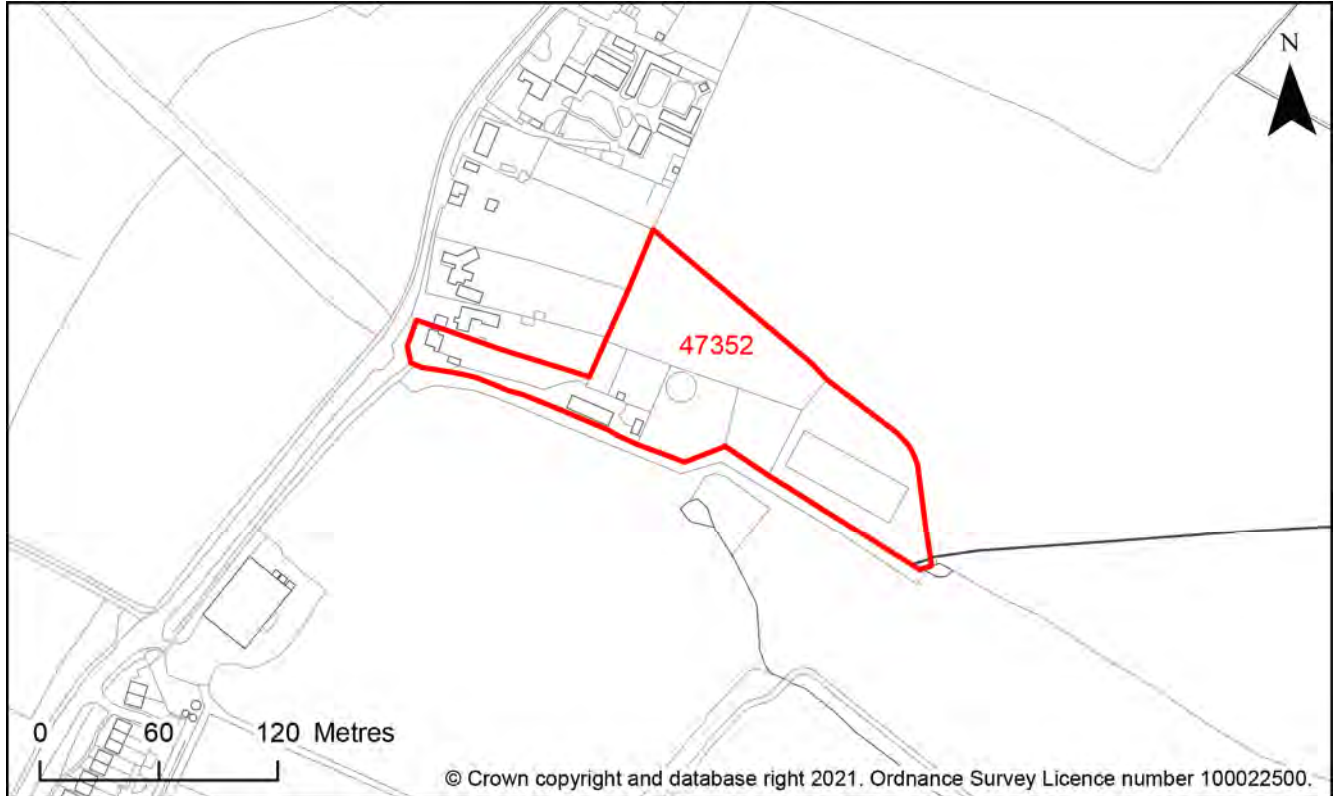 N
47352
0 60 120 Metres
© Crown copyright and database right 2021. Ordnance Survey Licence number 100022500.